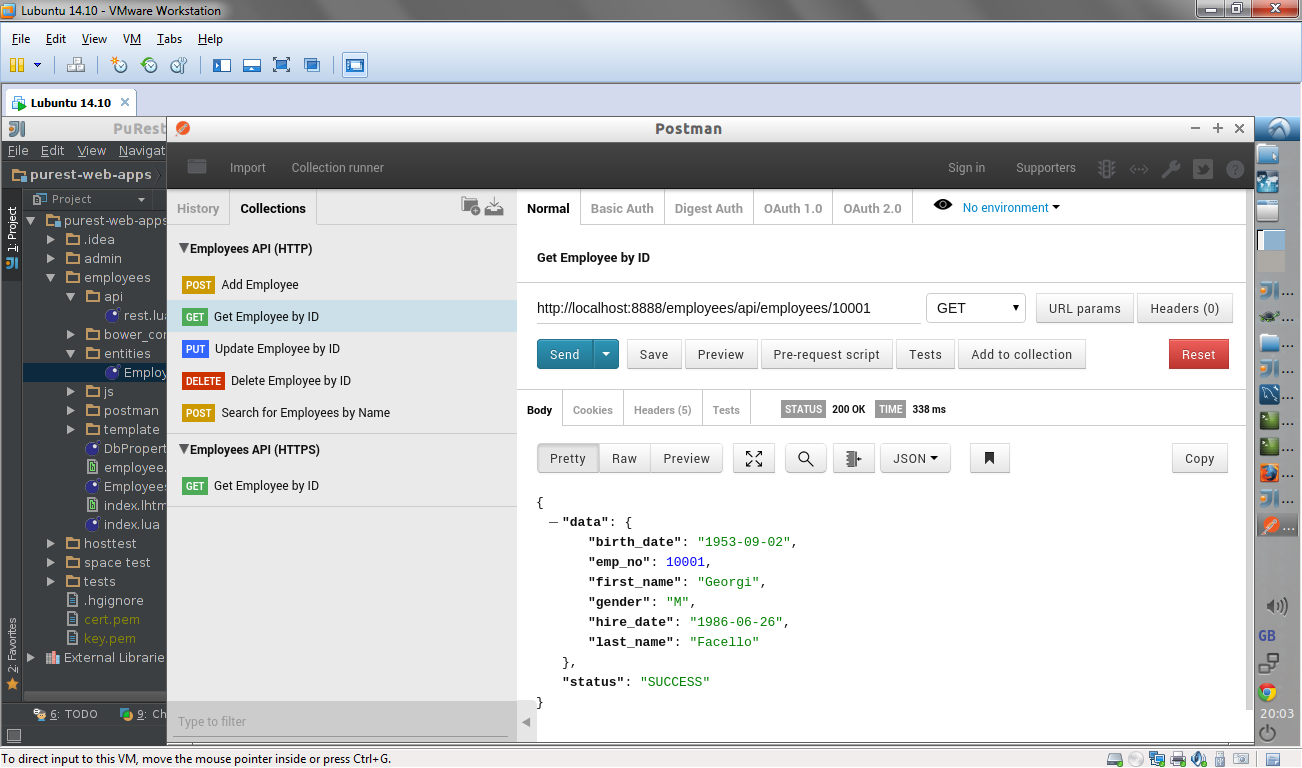 Lubuntu 14.10 - VMware Workstation
File Edit View VM Tabs Help
Lubuntu 14.10
PuRest
Postman
File Edit View Navigat
Import Collection runner Sign in Supporters
purest-web-apps
Project
1: Project
2: Favorites
purest-web-apps
.idea
admin
employees
api
rest.lu
bower_co
entities
Employ
js
postman
template
DbPropert
employee.
Employees
index.lhtm
index.lua
hosttest
space test
tests
.hgignore
cert.pem
key.pem
External Librarie
6: TODO 9: Ch
History Collections
Employees API (HTTP)
POST Add Employee
GET Get Employee by ID
PUT Update Employee by ID
DELETE Delete Employee by ID
POST Search for Employees by Name
Employees API (HTTPS)
GET Get Employee by ID
Type to filter
Normal Basic Auth Digest Auth OAuth 1.0 OAuth 2.0 No environment
Get Employee by ID
http://localhost:8888/employees/api/employees/10001 GET URL params Headers (0)
Send Save Preview Pre-request script Tests Add to collection Reset
Body Cookies Headers (5) Tests STATUS 200 OK TIME 338 ms
Pretty Raw Preview JSON Copy
{
"data": {
"birth_date": "1953-09-02",
"emp_no": 10001,
"first_name": "Georgi",
"gender": "M",
"hire_date": "1986-06-26",
"last_name": "Facello"
},
"status": "SUCCESS"
}
GB
20:03
To direct input to this VM, move the mouse pointer inside or press Ctrl+G.